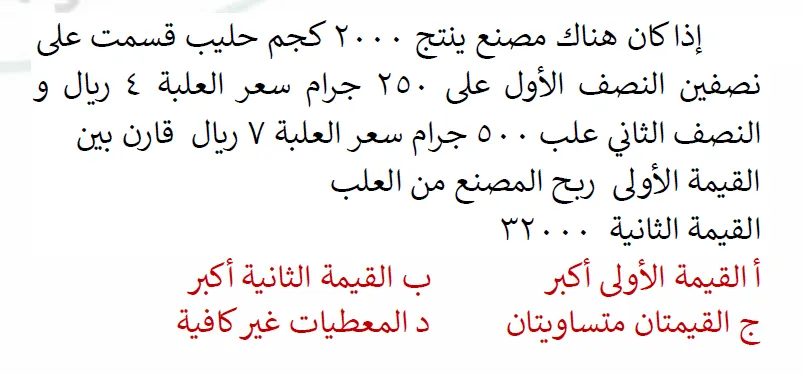 إذا كان هناك مصنع ينتج ٢٠٠٠ كجم حليب قسمت على
نصفين النصف الأول على ٢٥٠ جرام سعر العلبة ٤ ريال و
النصف الثاني علب ٥٠٠ جرام سعر العلبة ٧ ريال قارن بين
القيمة الأولى ربح المصنع من العلب
القيمة الثانية ٣٢٠٠٠
أ القيمة الأولى أكبر ب القيمة الثانية أكبر
ج القيمتان متساويتان د المعطيات غير كافية